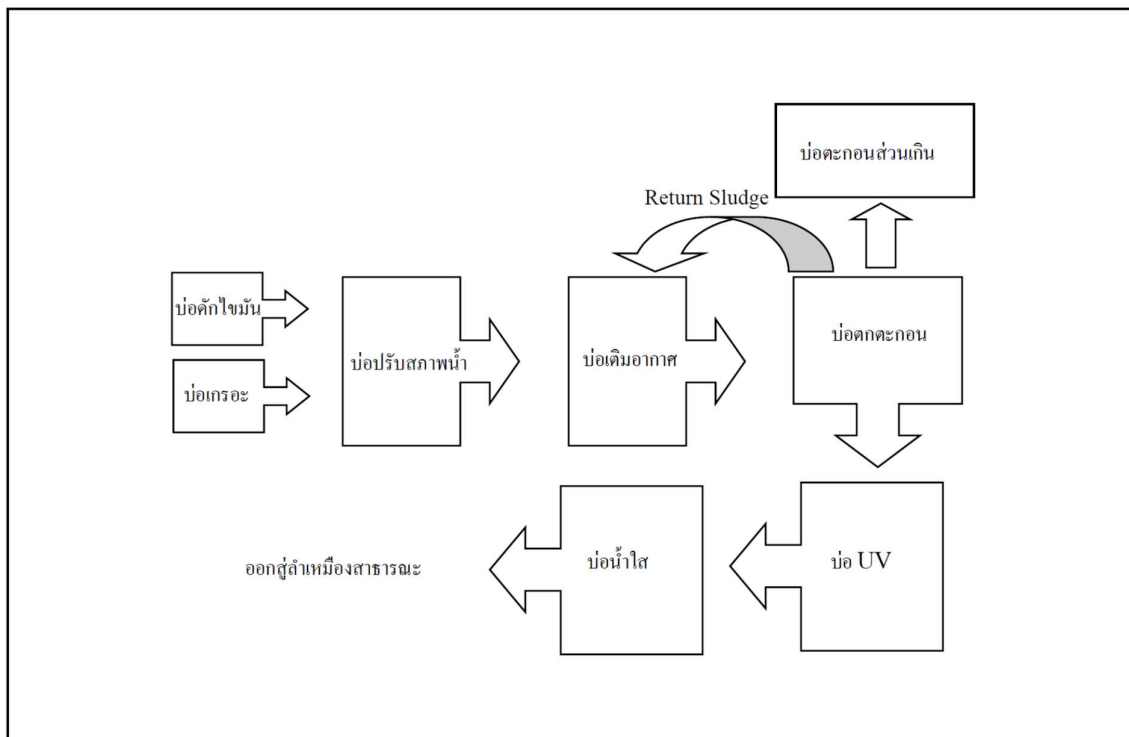 บ่อตะกอนส่วนเกิน
Return Sludge
บ่อดักไขมัน
บ่อปรับสภาพน้ำ
บ่อเติมอากาศ
บ่อตกตะกอน
บ่อเกรอะ
ออกสู่ลำเหมืองสาธารณะ
บ่อน้ำใส
บ่อ UV